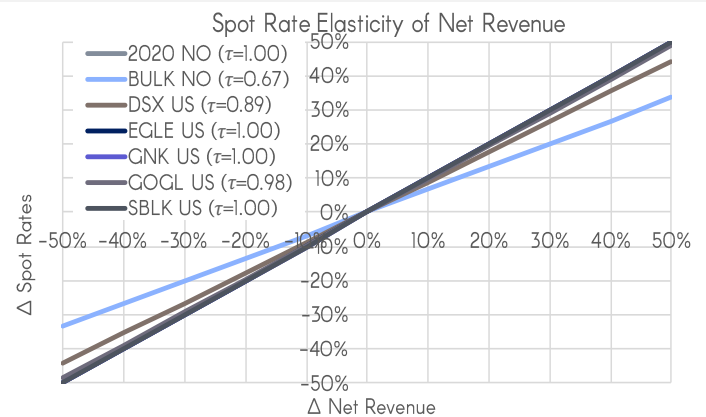 Spot Rate Elasticity of Net Revenue
2020 NO (τ=1.00)
BULK NO (τ=0.67)
DSX US (τ=0.89)
EGLE US (τ=1.00)
GNK US (τ=1.00)
GOGL US (τ=0.98)
SBLK US (τ=1.00)
50%
40%
30%
20%
10%
0%
-10%
-20%
-30%
-40%
-50%
-50% -40% -30% -20% -10% 0% 10% 20% 30% 40% 50%
Δ Spot Rates
Δ Net Revenue